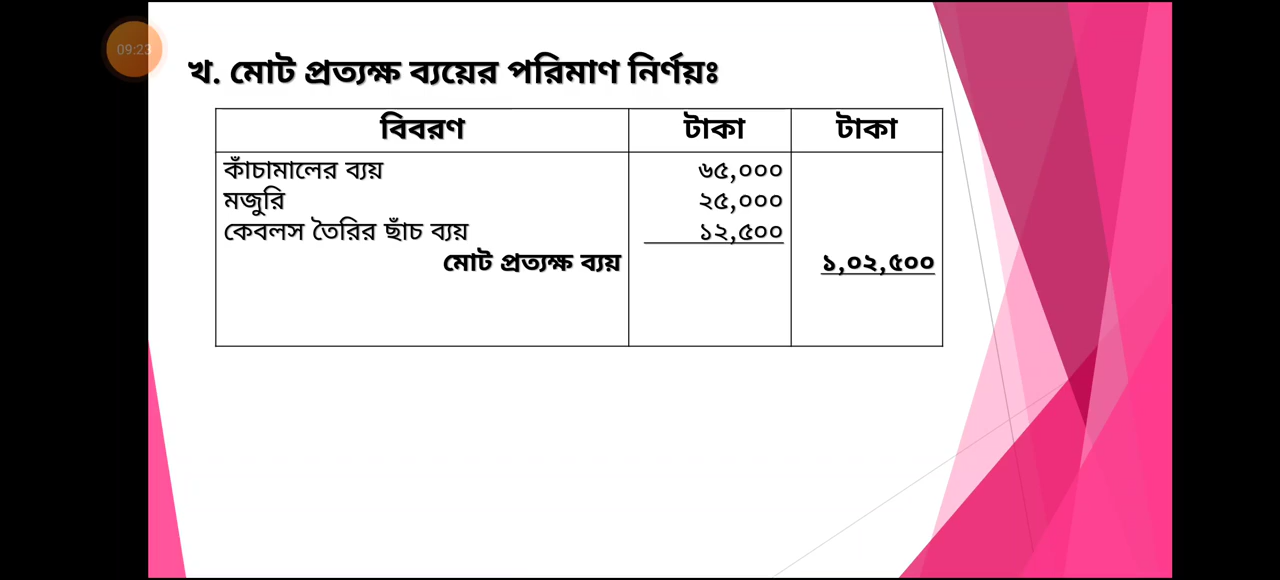 09:23
খ. মোট প্রত্যক্ষ ব্যয়ের পরিমাণ নির্ণয়ঃ
বিবরণ টাকা টাকা
কাঁচামালের ব্যয় ৬৫,০০০
মজুরি ২৫,০০০
কেবলস তৈরির ছাঁচ ব্যয় ১২,৫০০
মোট প্রত্যক্ষ ব্যয় ১,০২,৫০০